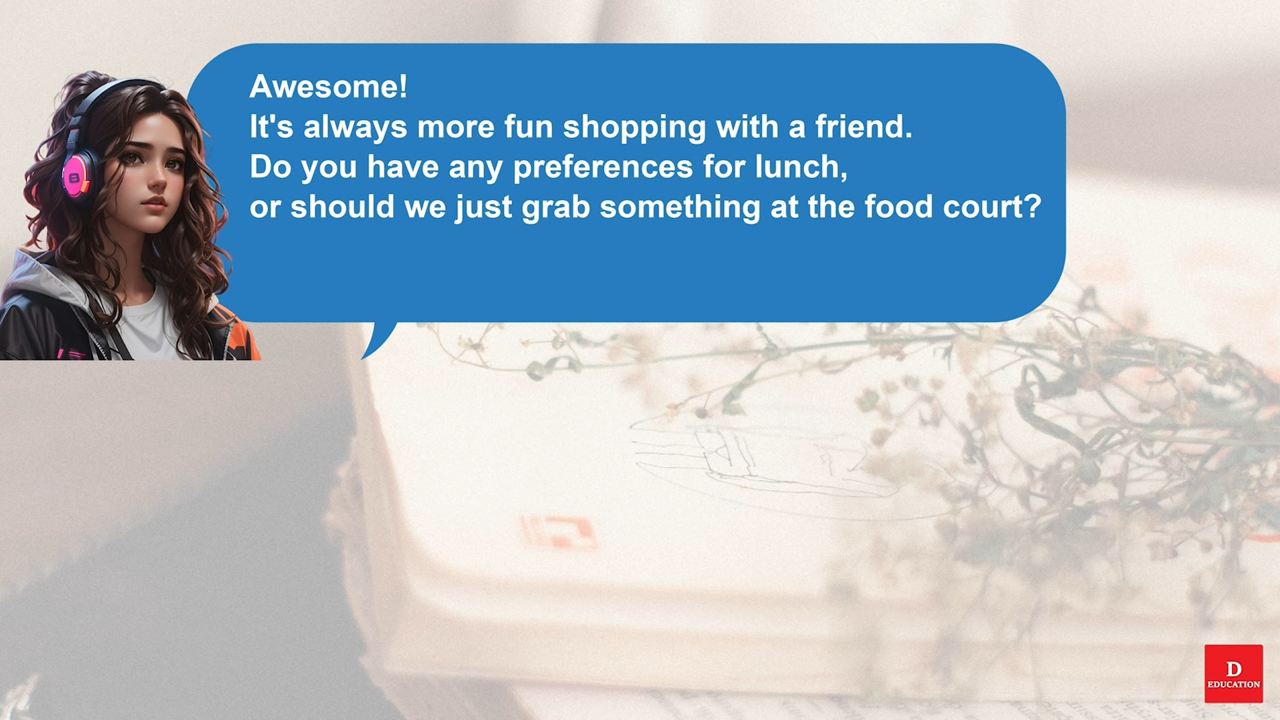 Awesome!
It's always more fun shopping with a friend.
Do you have any preferences for lunch,
or should we just grab something at the food court?
D
EDUCATION